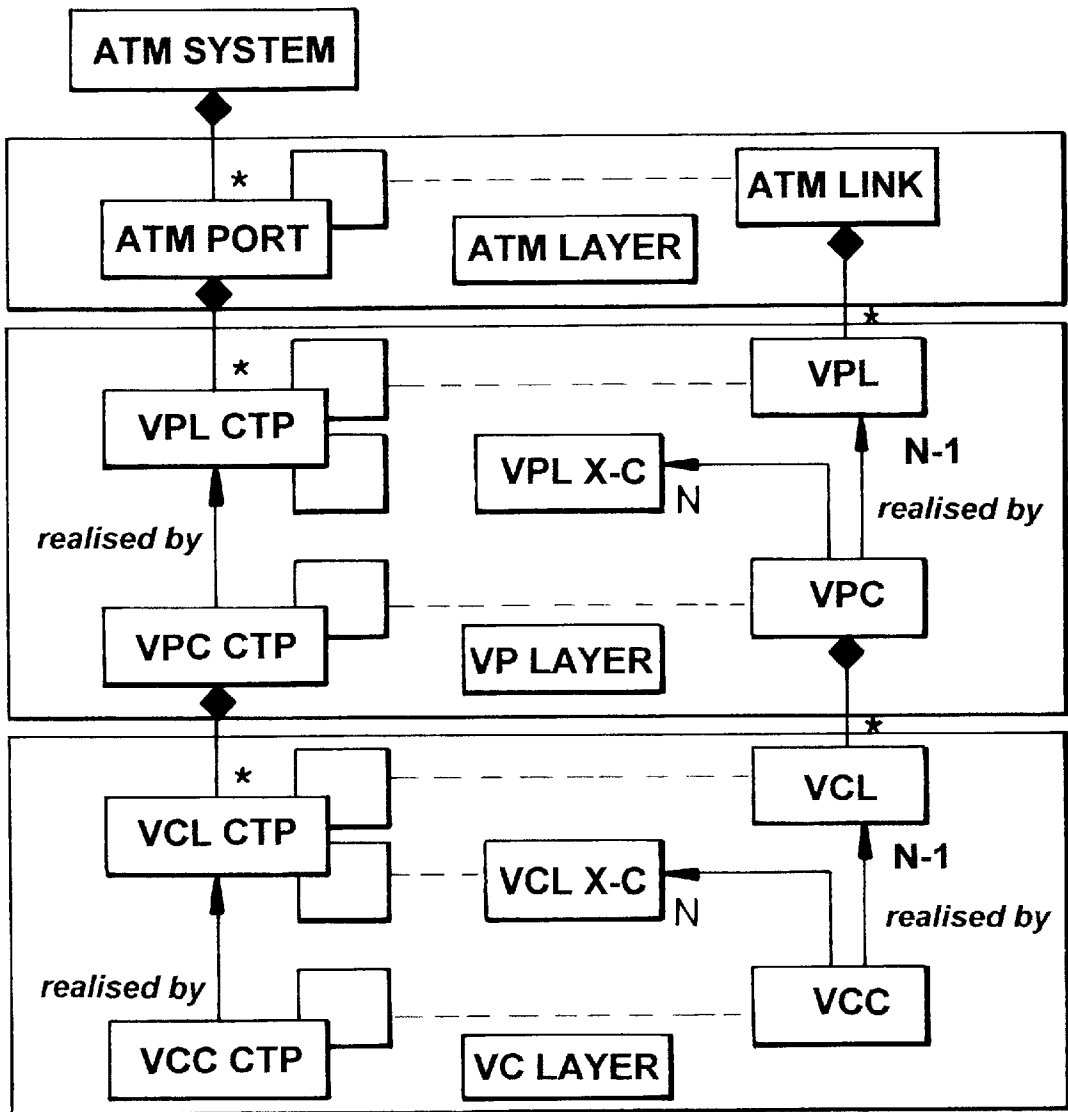 ATM SYSTEM
*
ATM LINK
ATM PORT
ATM LAYER
*
*
VPL
VPL CTP
N-1
VPL X-C
N
realised by
realised by
VPC
VPC CTP
VP LAYER
*
*
VCL
VCL CTP
N-1
VCL X-C
N
realised by
realised by
VCC
VCC CTP
VC LAYER